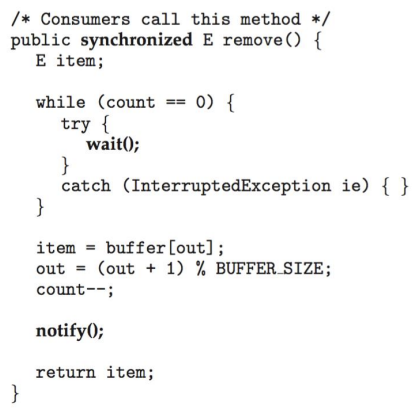 /* Consumers call this method */
public synchronized E remove() {
   E item;

   while (count == 0) {
      try {
         wait();
      }
      catch (InterruptedException ie) { }
   }

   item = buffer[out];
   out = (out + 1) % BUFFER_SIZE;
   count--;

   notify();

   return item;
}